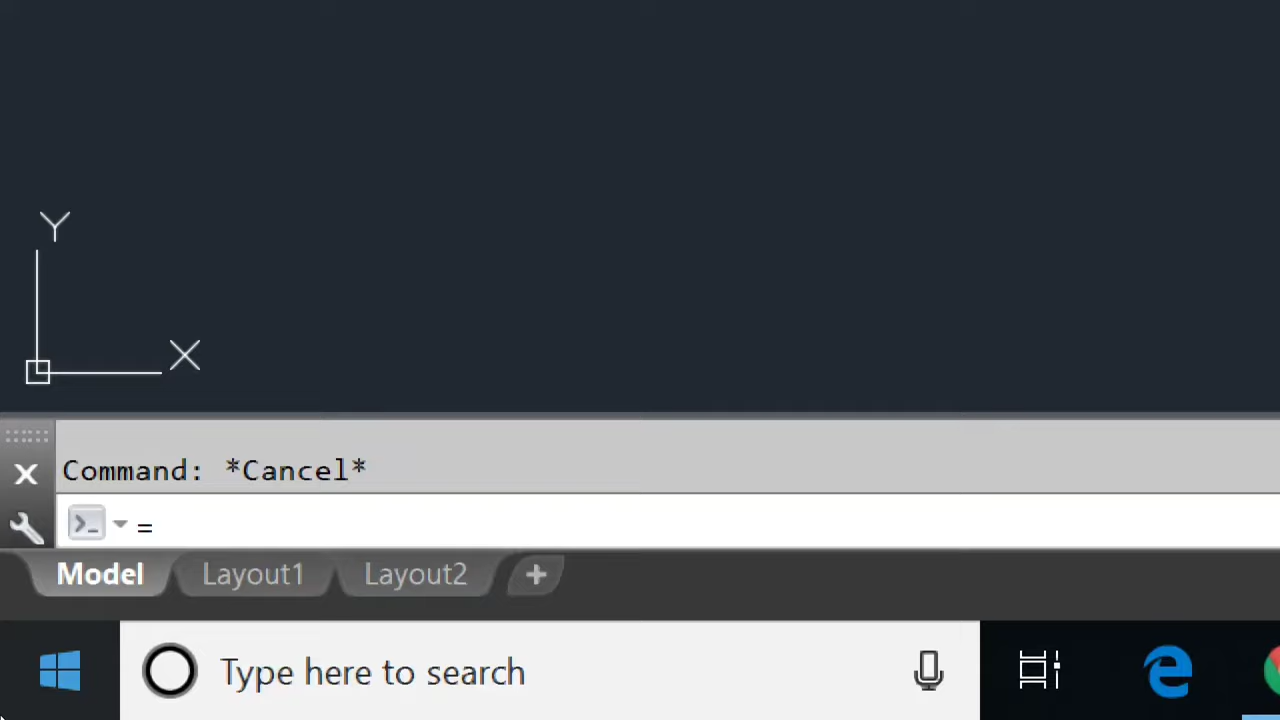 Y
X
Command: *Cancel*
=
Model Layout1 Layout2 +
Type here to search